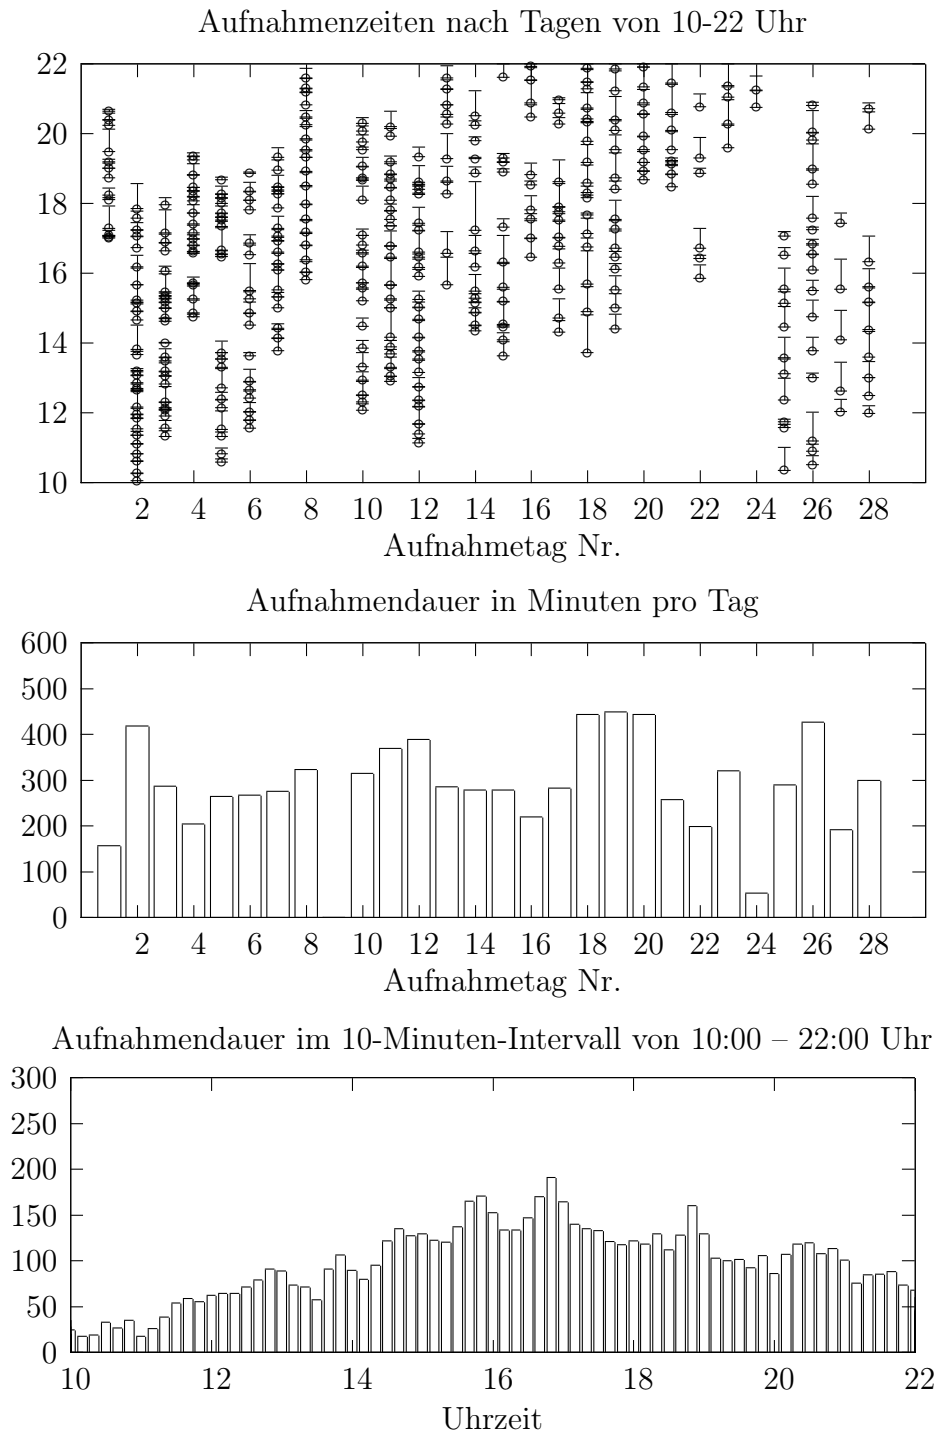 Aufnahmenzeiten nach Tagen von 10-22 Uhr
22
20
18
16
14
12
10
2 4 6 8 10 12 14 16 18 20 22 24 26 28
Aufnahmetag Nr.
Aufnahmendauer in Minuten pro Tag
600
500
400
300
200
100
0
2 4 6 8 10 12 14 16 18 20 22 24 26 28
Aufnahmetag Nr.
Aufnahmendauer im 10-Minuten-Intervall von 10:00 – 22:00 Uhr
300
250
200
150
100
50
0
10 12 14 16 18 20 22
Uhrzeit